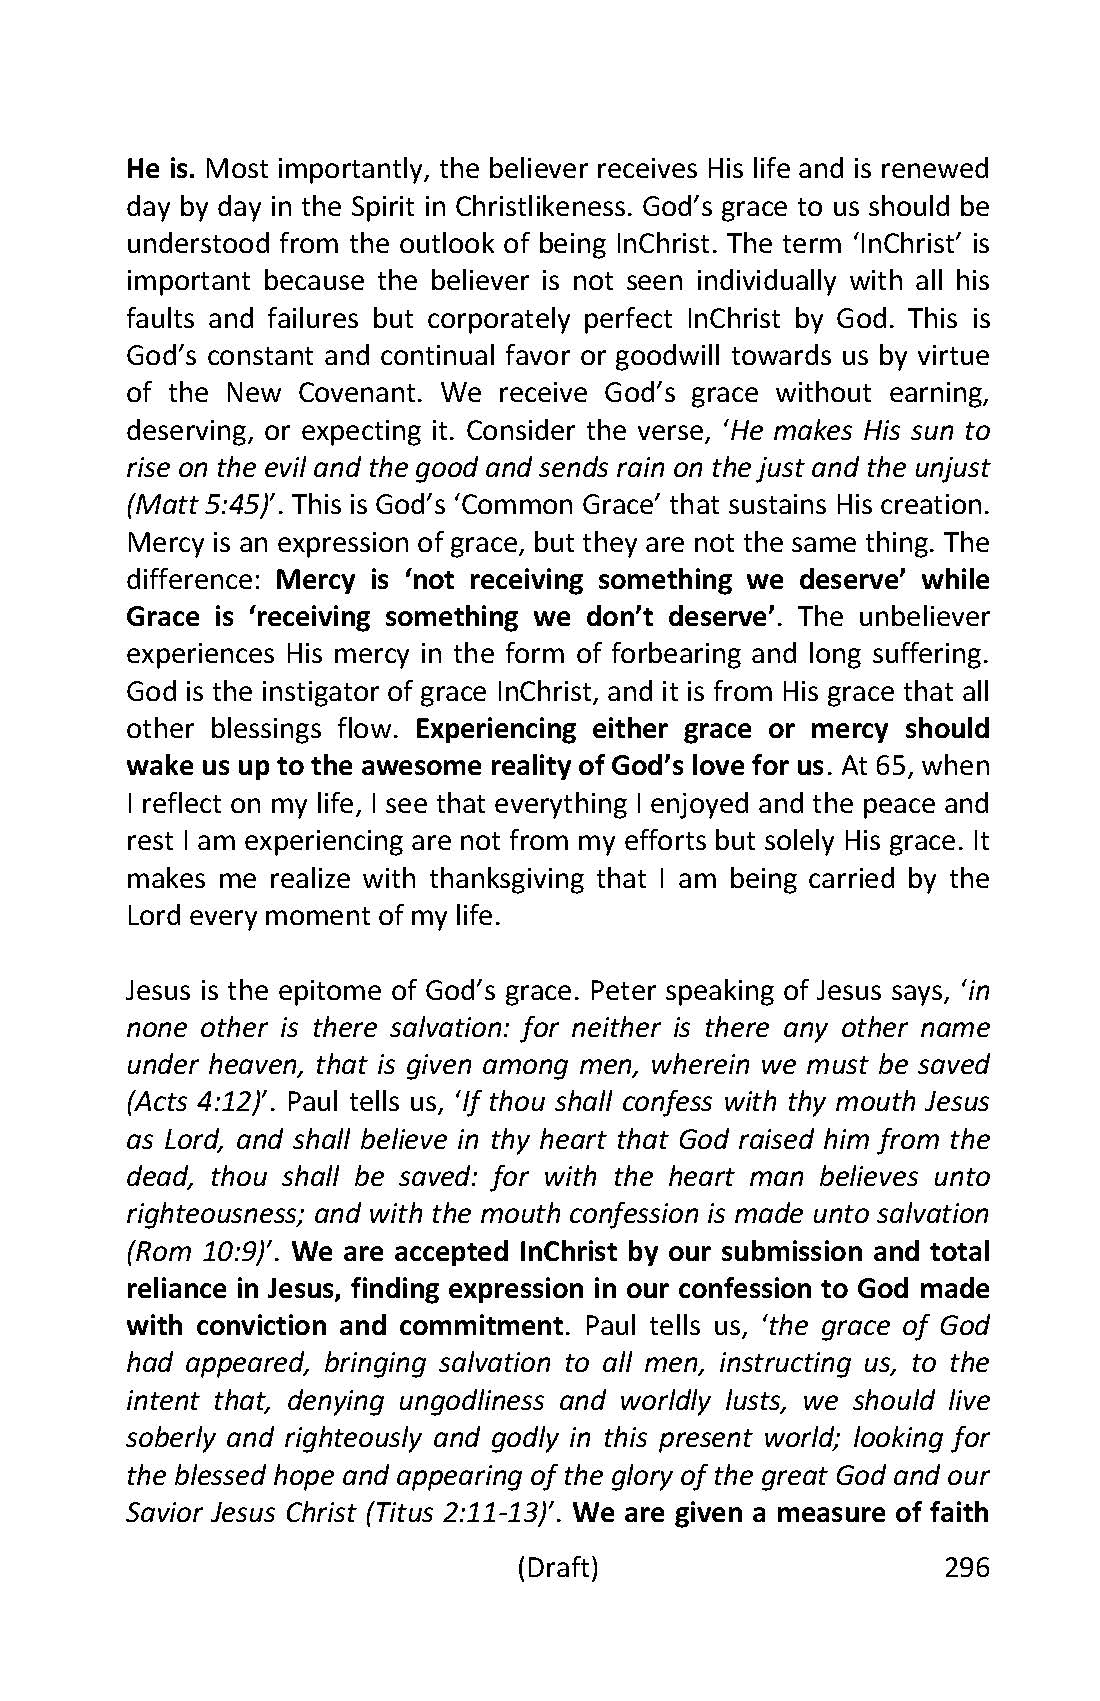 He is. Most importantly, the believer receives His life and is renewed
day by day in the Spirit in Christlikeness. God’s grace to us should be
understood from the outlook of being InChrist. The term ‘InChrist’ is
important because the believer is not seen individually with all his
faults and failures but corporately perfect InChrist by God. This is
God’s constant and continual favor or goodwill towards us by virtue
of the New Covenant. We receive God’s grace without earning,
deserving, or expecting it. Consider the verse, ‘He makes His sun to
rise on the evil and the good and sends rain on the just and the unjust
(Matt 5:45)’. This is God’s ‘Common Grace’ that sustains His creation.
Mercy is an expression of grace, but they are not the same thing. The
difference: Mercy is ‘not receiving something we deserve’ while
Grace is ‘receiving something we don’t deserve’. The unbeliever
experiences His mercy in the form of forbearing and long suffering.
God is the instigator of grace InChrist, and it is from His grace that all
other blessings flow. Experiencing either grace or mercy should
wake us up to the awesome reality of God’s love for us. At 65, when
I reflect on my life, I see that everything I enjoyed and the peace and
rest I am experiencing are not from my efforts but solely His grace. It
makes me realize with thanksgiving that I am being carried by the
Lord every moment of my life.
Jesus is the epitome of God’s grace. Peter speaking of Jesus says, ‘in
none other is there salvation: for neither is there any other name
under heaven, that is given among men, wherein we must be saved
(Acts 4:12)’. Paul tells us, ‘If thou shall confess with thy mouth Jesus
as Lord, and shall believe in thy heart that God raised him from the
dead, thou shall be saved: for with the heart man believes unto
righteousness; and with the mouth confession is made unto salvation
(Rom 10:9)’. We are accepted InChrist by our submission and total
reliance in Jesus, finding expression in our confession to God made
with conviction and commitment. Paul tells us, ‘the grace of God
had appeared, bringing salvation to all men, instructing us, to the
intent that, denying ungodliness and worldly lusts, we should live
soberly and righteously and godly in this present world; looking for
the blessed hope and appearing of the glory of the great God and our
Savior Jesus Christ (Titus 2:11-13)’. We are given a measure of faith
(Draft) 296